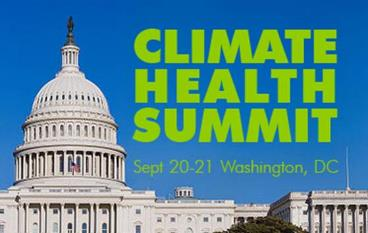 CLIMATE
HEALTH
SUMMIT
Sept 20-21 Washington, DC